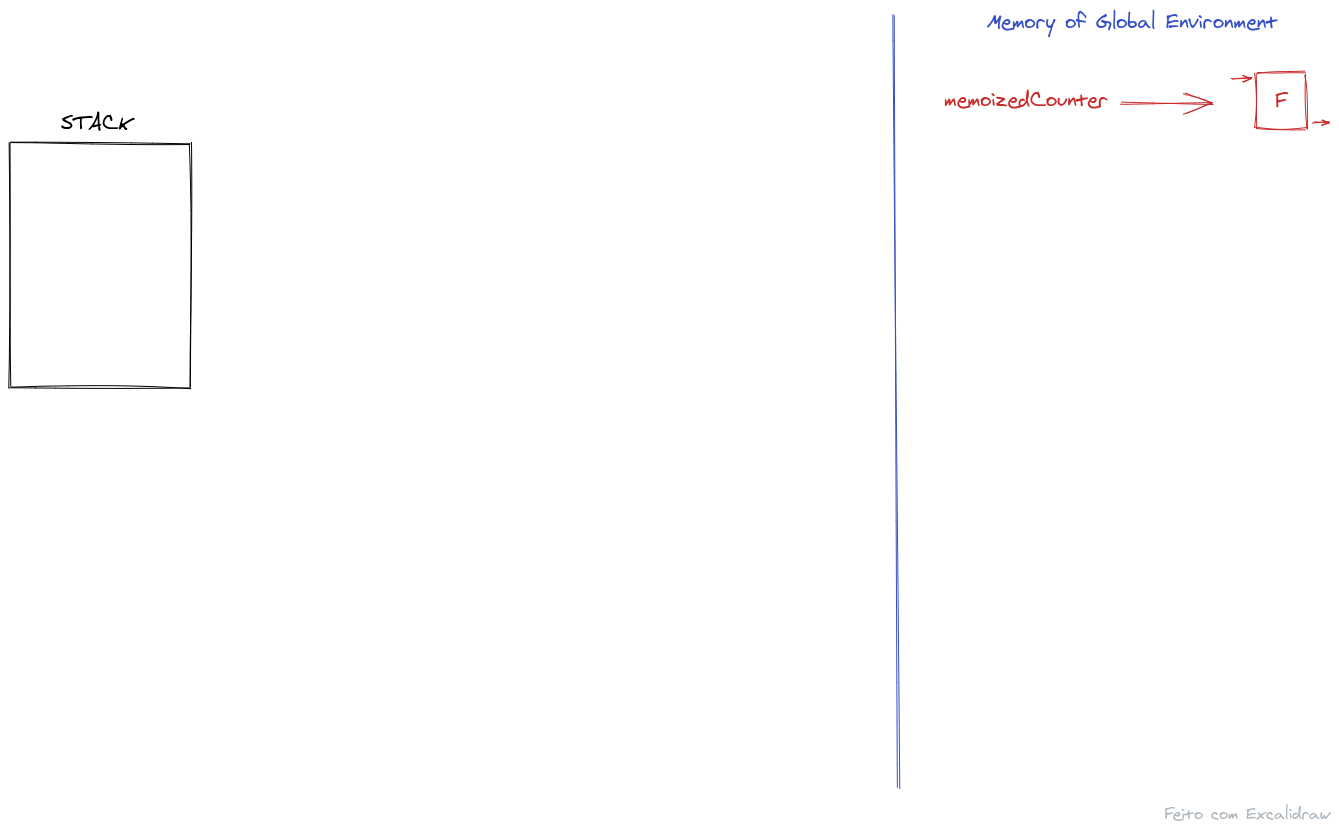 Memory of Global Environment
memoizedCounter
F
STACK
Feito com Excalidraw